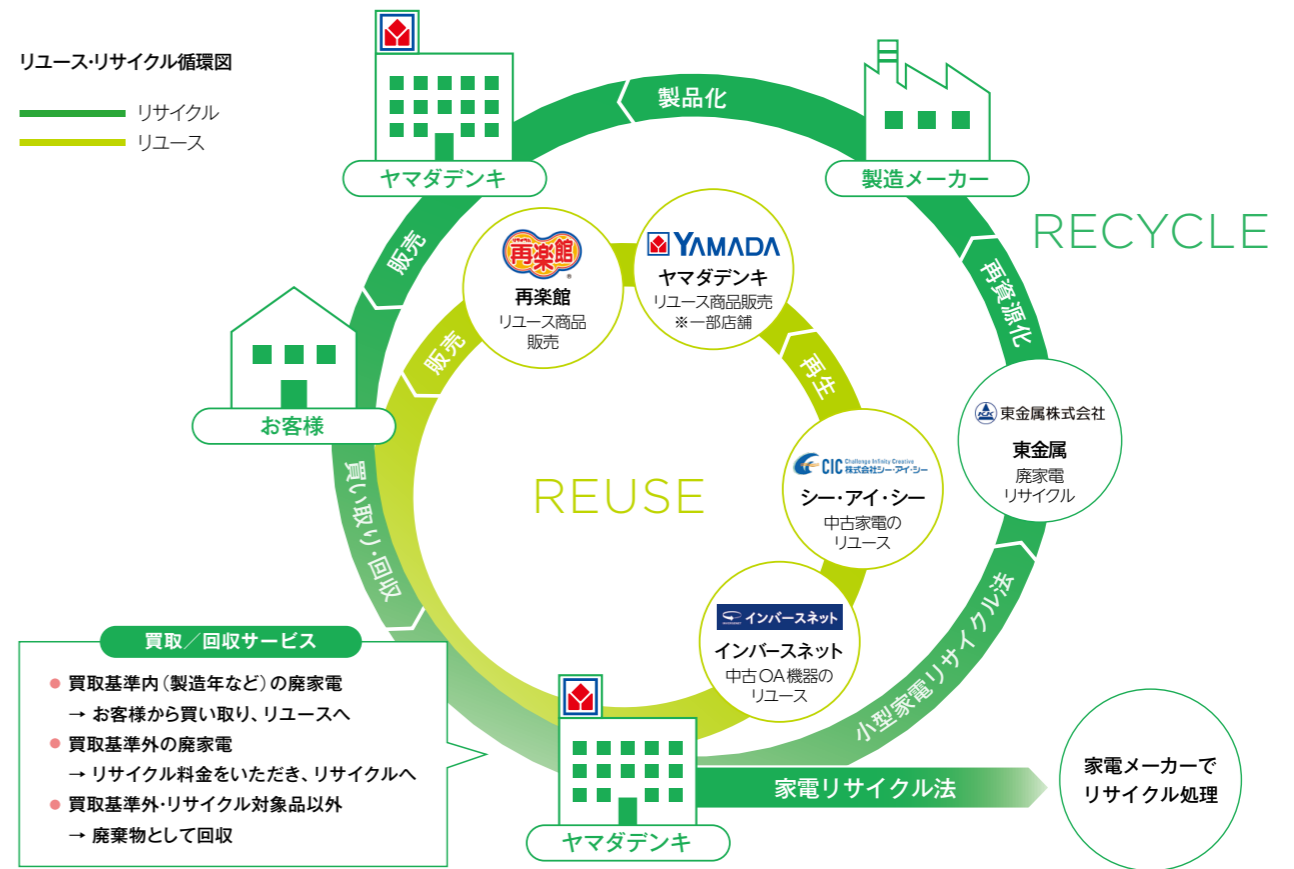 リユース・リサイクル循環図
リサイクル
リユース
ヤマダデンキ
製品化
製造メーカー
RECYCLE
再資源化
東金属株式会社
東金属
廃家電
リサイクル
小型家電リサイクル法
販売
お客様
買い取り・回収
再楽館
再楽館
リユース商品
販売
YAMADA
ヤマダデンキ
リユース商品販売
※一部店舗
販売
再生
REUSE
CIC Challenge Infinity Creative
株式会社シー・アイ・シー
シー・アイ・シー
中古家電の
リユース
インバースネット
インバースネット
中古OA機器の
リユース
買取／回収サービス
● 買取基準内（製造年など）の廃家電
→ お客様から買い取り、リユースへ
● 買取基準外の廃家電
→ リサイクル料金をいただき、リサイクルへ
● 買取基準外・リサイクル対象品以外
→ 廃棄物として回収
ヤマダデンキ
家電リサイクル法
家電メーカーで
リサイクル処理